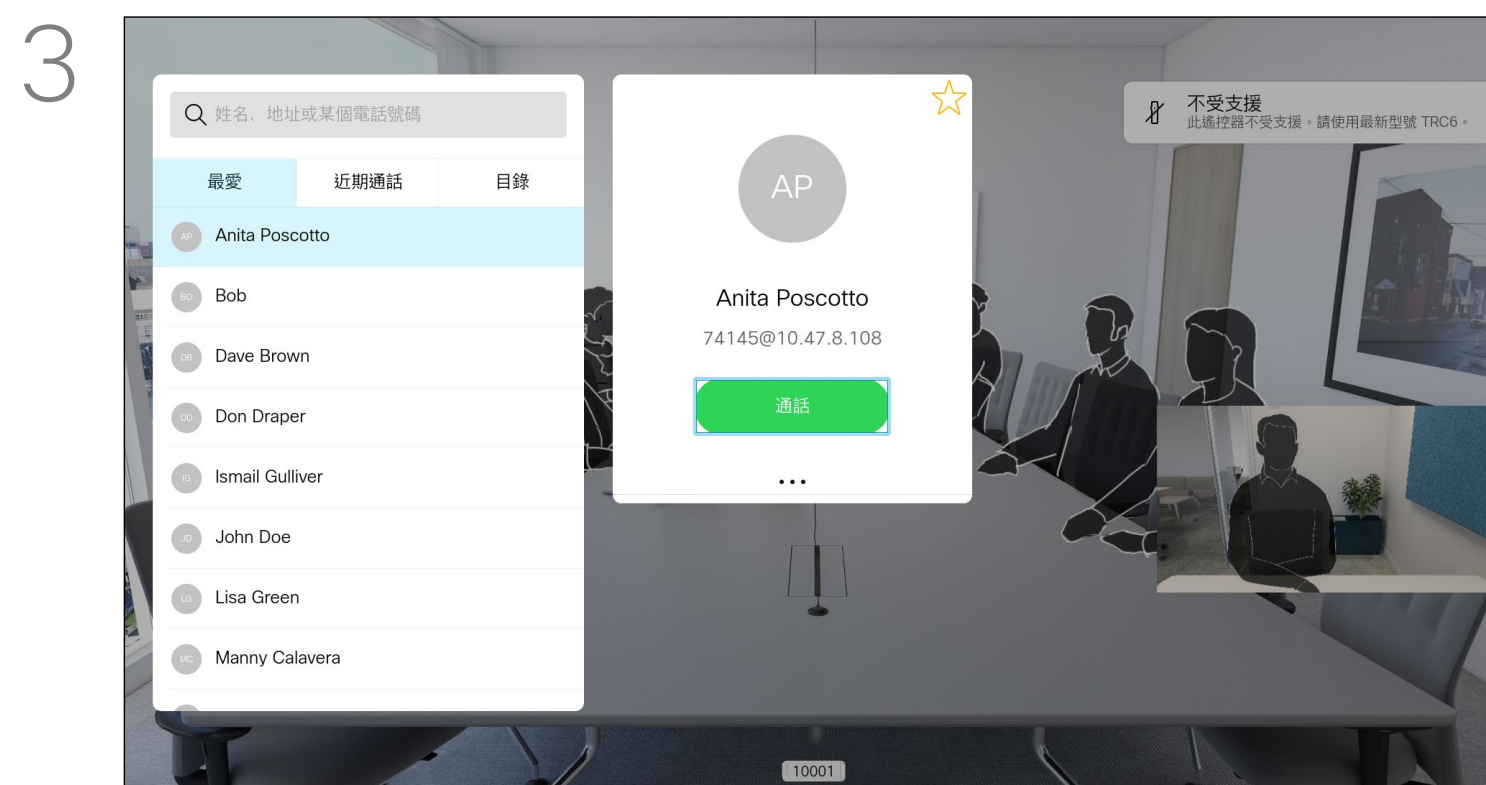 3
姓名、地址或某個電話號碼
最愛 近期通話 目錄
AP Anita Poscotto
BO Bob
DB Dave Brown
DD Don Draper
IG Ismail Gulliver
JD John Doe
LG Lisa Green
MC Manny Calavera
AP
Anita Poscotto
74145@10.47.8.108
通話
...
不受支援
此遙控器不受支援。請使用最新型號 TRC6。
10001